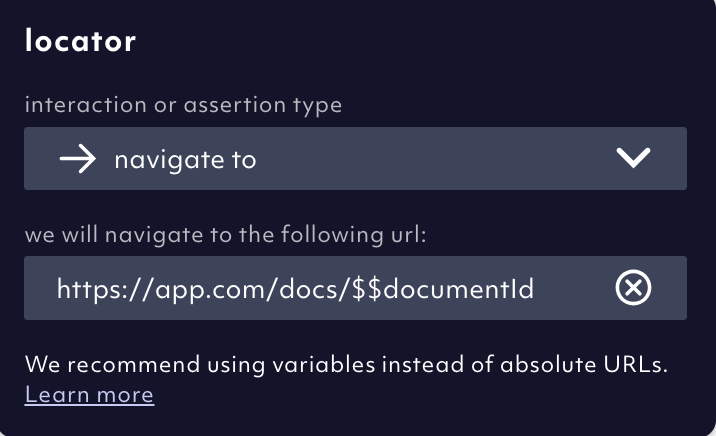 locator
interaction or assertion type
navigate to
we will navigate to the following url:
https://app.com/docs/$$documentId
We recommend using variables instead of absolute URLs.
Learn more